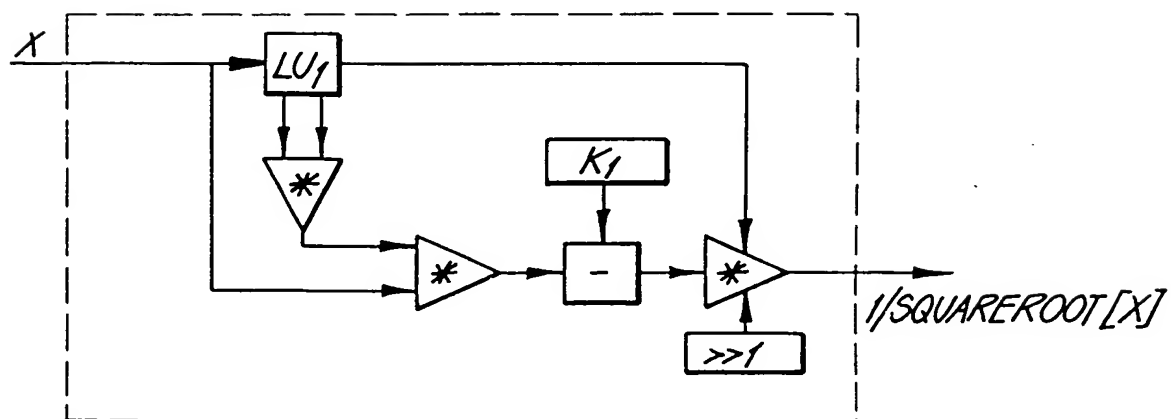 X
LU1
*
K1
*
-
*
>>1
1/SQUAREROOT[X]